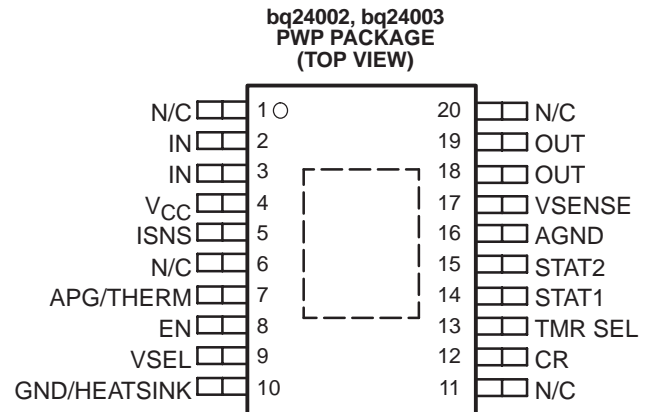 bq24002, bq24003
PWP PACKAGE
(TOP VIEW)
N/C 1 20 N/C
IN 2 19 OUT
IN 3 18 OUT
VCC 4 17 VSENSE
ISNS 5 16 AGND
N/C 6 15 STAT2
APG/THERM 7 14 STAT1
EN 8 13 TMR SEL
VSEL 9 12 CR
GND/HEATSINK 10 11 N/C